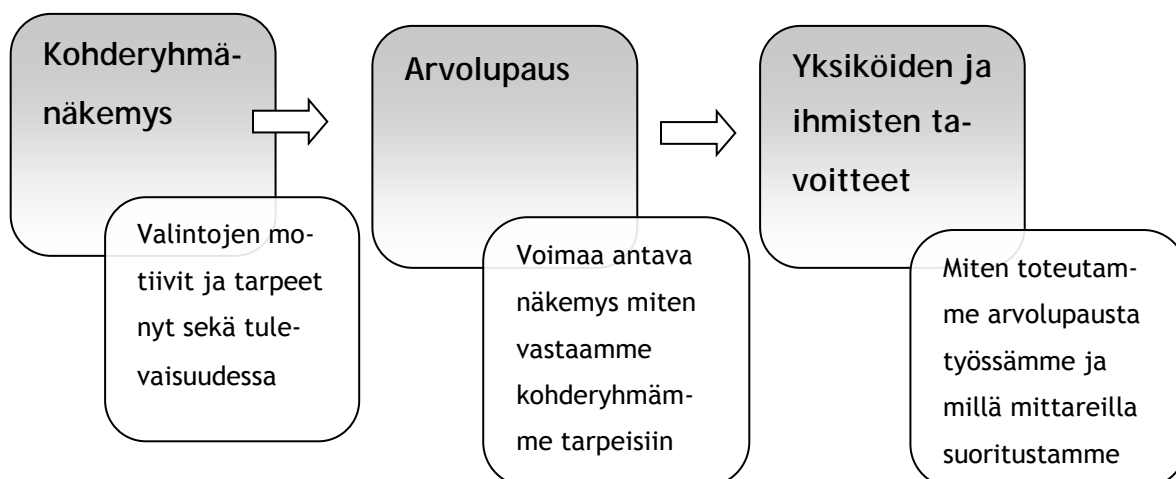 Kohderyhmä-
näkemys
Valintojen mo-
tiivit ja tarpeet
nyt sekä tule-
vaisuudessa
Arvolupaus
Voimaa antava
näkemys miten
vastaamme
kohderyhmäm-
me tarpeisiin
Yksiköiden ja
ihmisten ta-
voitteet
Miten toteutam-
me arvolupausta
työssämme ja
millä mittareilla
suoritustamme